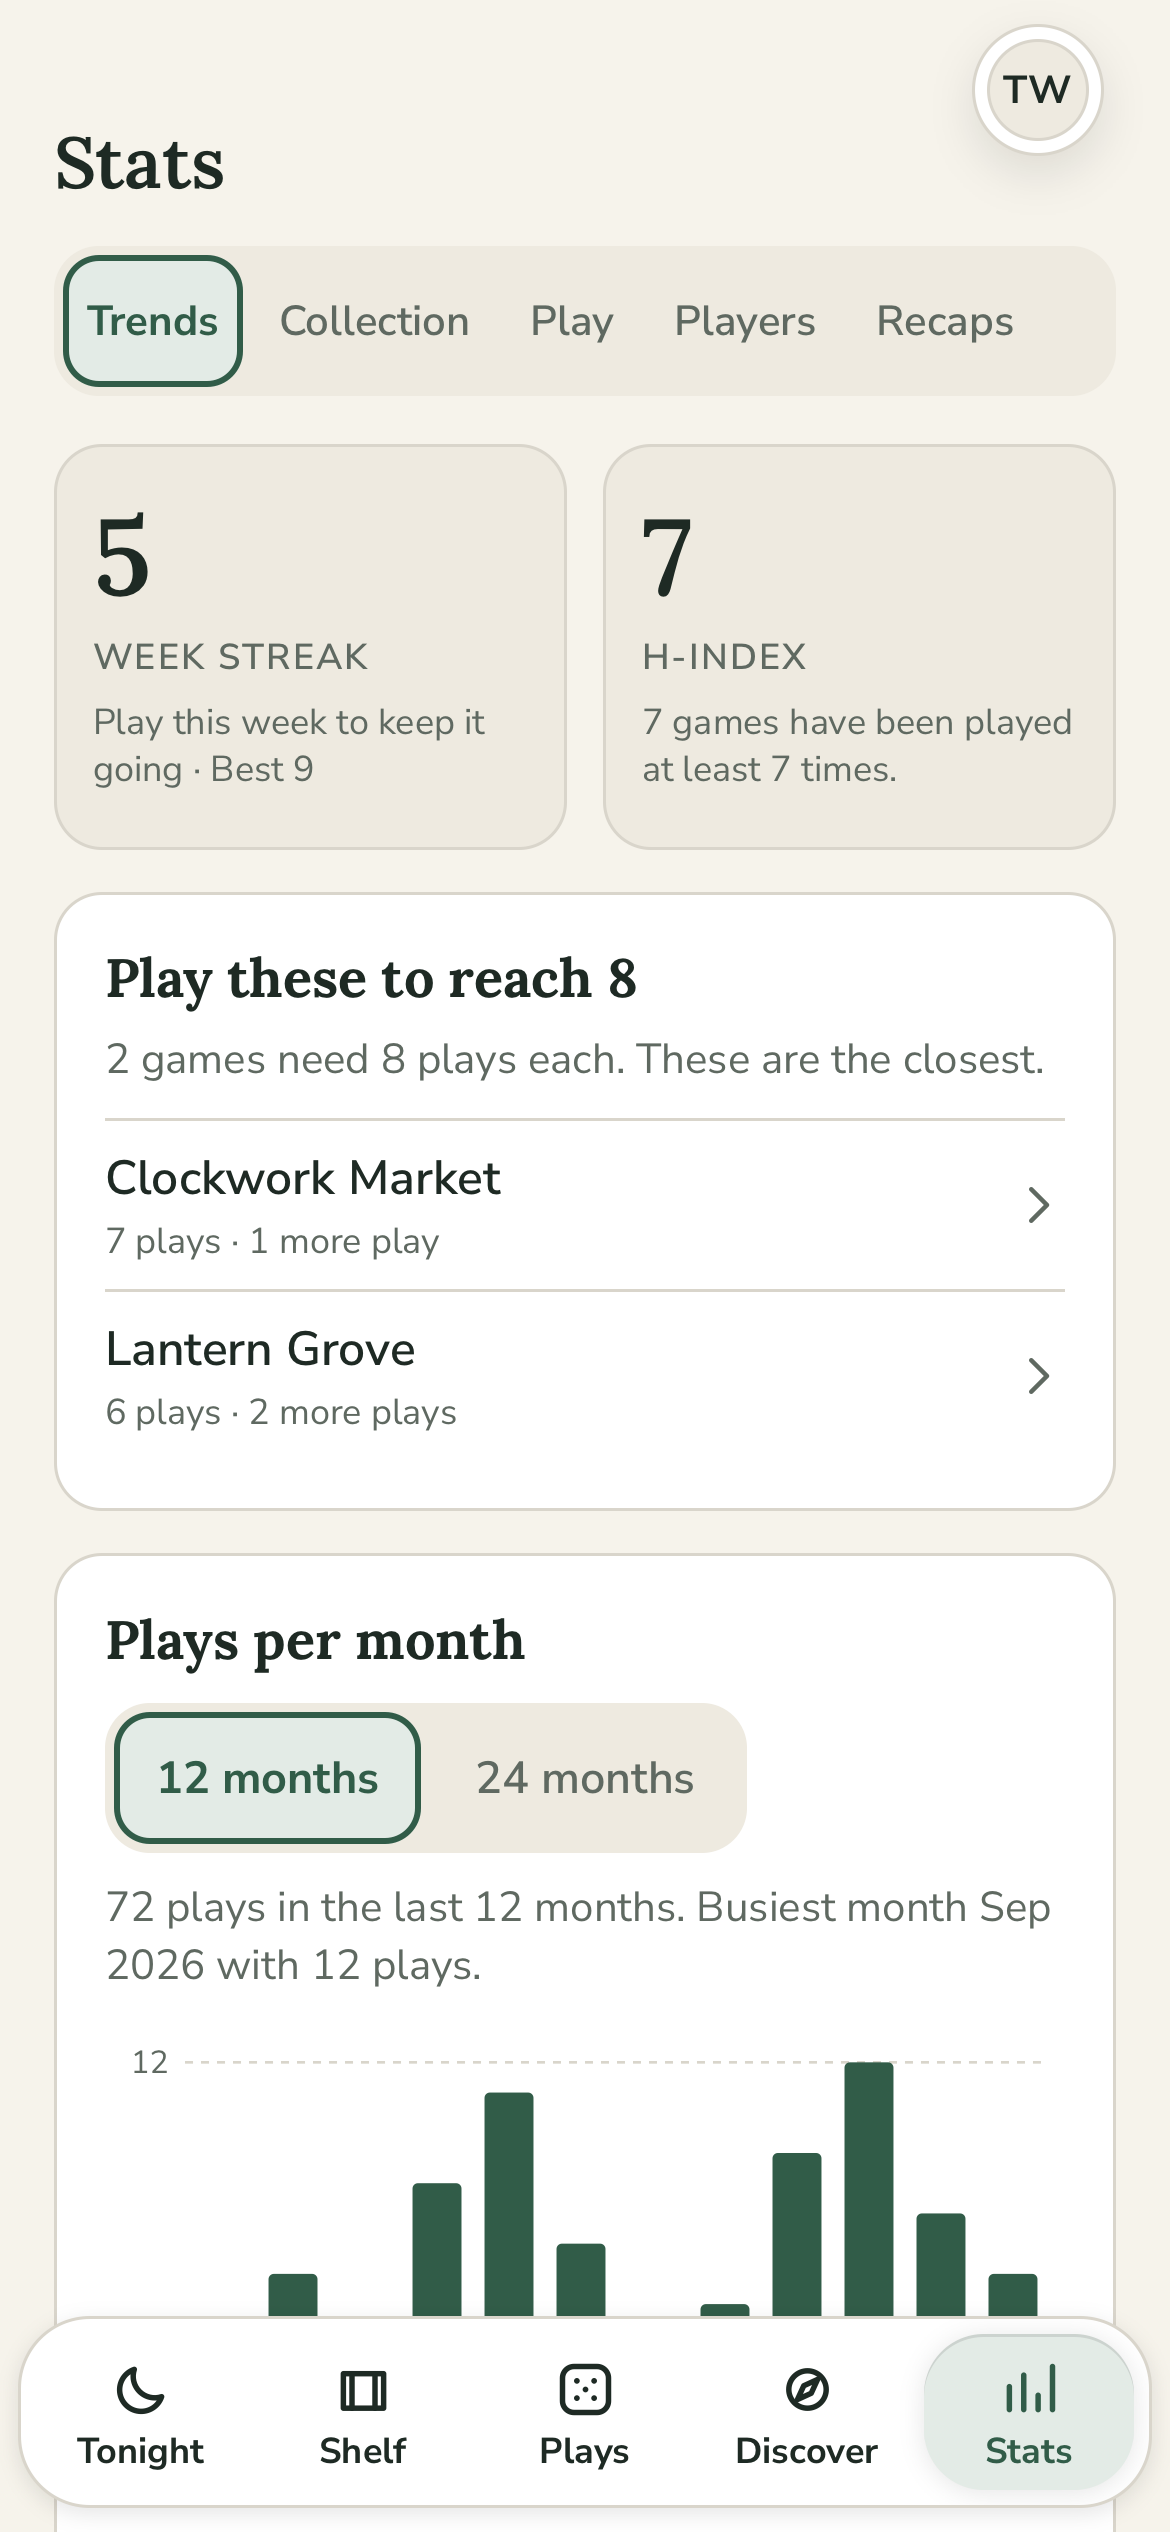 TW
Stats
Trends Collection Play Players Recaps
5
WEEK STREAK
Play this week to keep it
going · Best 9
7
H-INDEX
7 games have been played
at least 7 times.
Play these to reach 8
2 games need 8 plays each. These are the closest.
Clockwork Market
7 plays · 1 more play
Lantern Grove
6 plays · 2 more plays
Plays per month
12 months 24 months
72 plays in the last 12 months. Busiest month Sep
2026 with 12 plays.
12
Tonight Shelf Plays Discover Stats